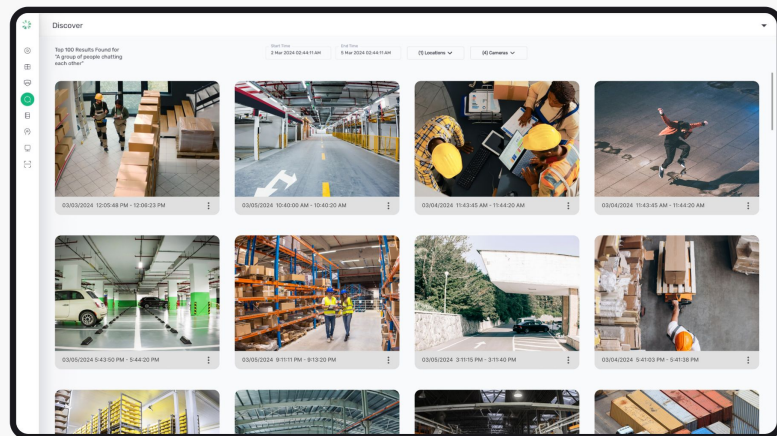 Discover
Top 100 Results Found for
"A group of people chatting
each other"
Start Time
2 Mar 2024 02:44:11 AM
End Time
5 Mar 2024 02:44:11 AM
(1) Locations
(4) Cameras
03/03/2024 12:05:48 PM - 12:06:23 PM
03/05/2024 10:40:00 AM - 10:40:20 AM
03/04/2024 11:43:45 AM - 11:44:20 AM
03/04/2024 11:43:45 AM - 11:44:20 AM
03/05/2024 5:43:50 PM - 5:44:20 PM
03/05/2024 9:11:11 PM - 9:13:20 PM
03/05/2024 3:11:15 PM - 3:11:40 PM
03/04/2024 5:41:03 PM - 5:41:38 PM